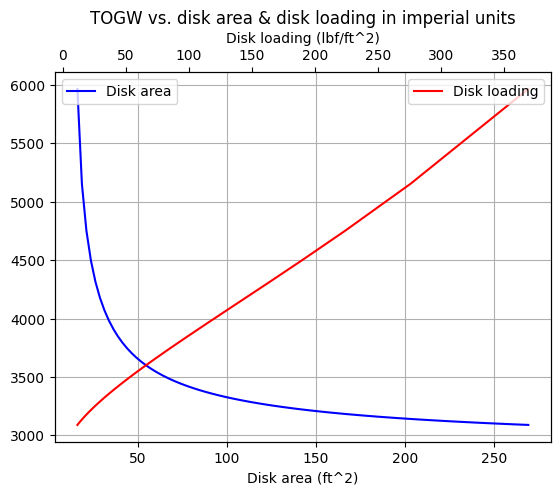 TOGW vs. disk area & disk loading in imperial units
Disk loading (lbf/ft^2)
0 50 100 150 200 250 300 350
Disk area
Disk loading
6000
5500
5000
4500
4000
3500
3000
50 100 150 200 250
Disk area (ft^2)